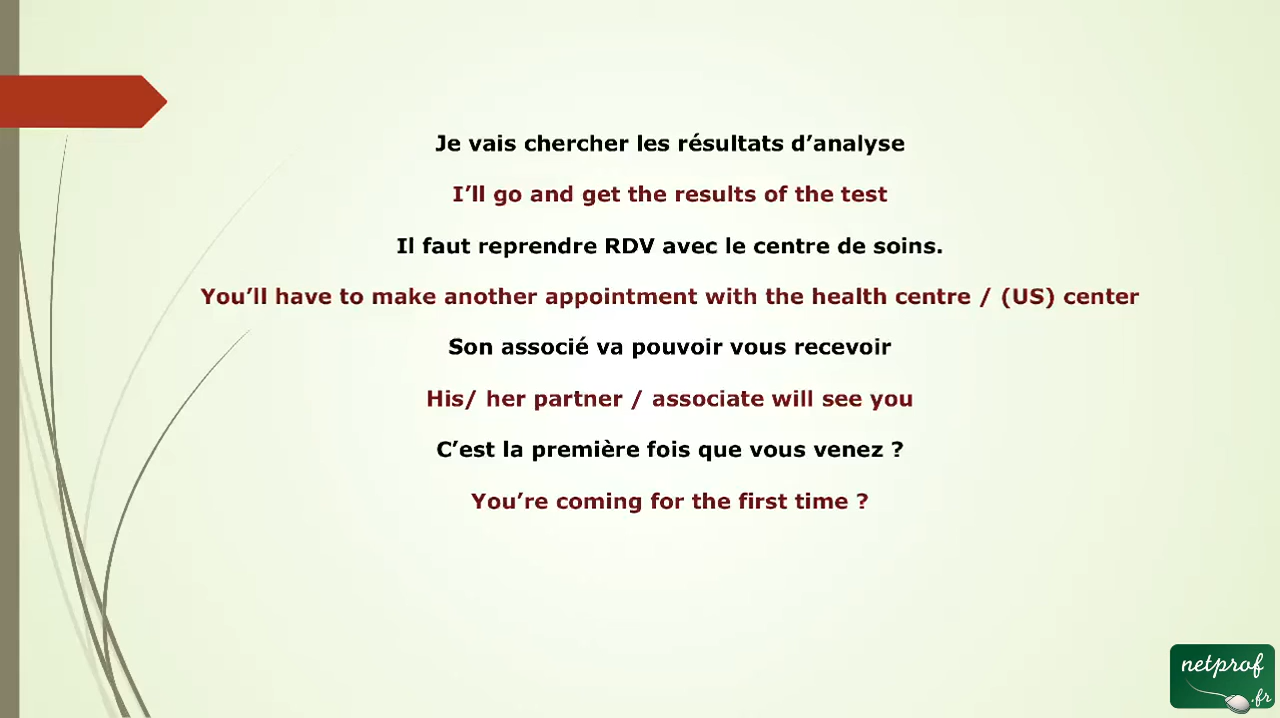 Je vais chercher les résultats d’analyse
I’ll go and get the results of the test
Il faut reprendre RDV avec le centre de soins.
You’ll have to make another appointment with the health centre / (US) center
Son associé va pouvoir vous recevoir
His/ her partner / associate will see you
C’est la première fois que vous venez ?
You’re coming for the first time ?
netprof
.fr